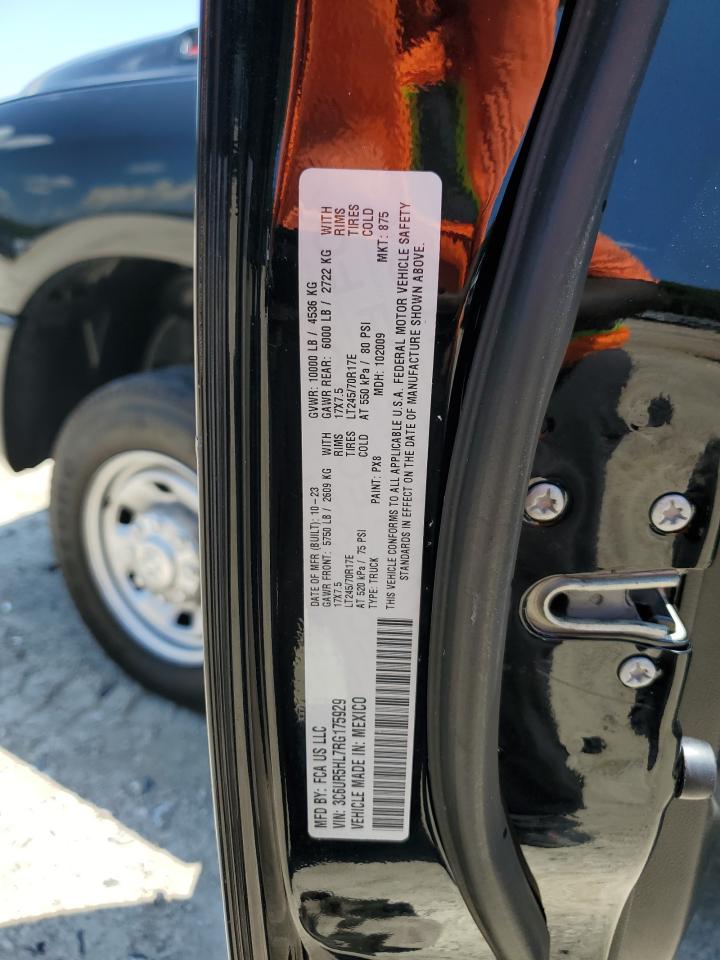 MFD BY: FCA US LLC
VIN: 3C6UR5HL7RG175929
VEHICLE MADE IN: MEXICO
DATE OF MFR (BUILT): 10-23 GVWR: 10000 LB / 4536 KG
GAWR FRONT: 5750 LB / 2609 KG WITH GAWR REAR: 6000 LB / 2722 KG WITH
17X7.5 RIMS 17X7.5 RIMS
LT245/70R17E TIRES LT245/70R17E TIRES
AT 520 kPa / 75 PSI COLD AT 550 kPa / 80 PSI COLD
TYPE: TRUCK PAINT: PX8 MDH: 102009 MKT: 875
THIS VEHICLE CONFORMS TO ALL APPLICABLE U.S.A. FEDERAL MOTOR VEHICLE SAFETY
STANDARDS IN EFFECT ON THE DATE OF MANUFACTURE SHOWN ABOVE.